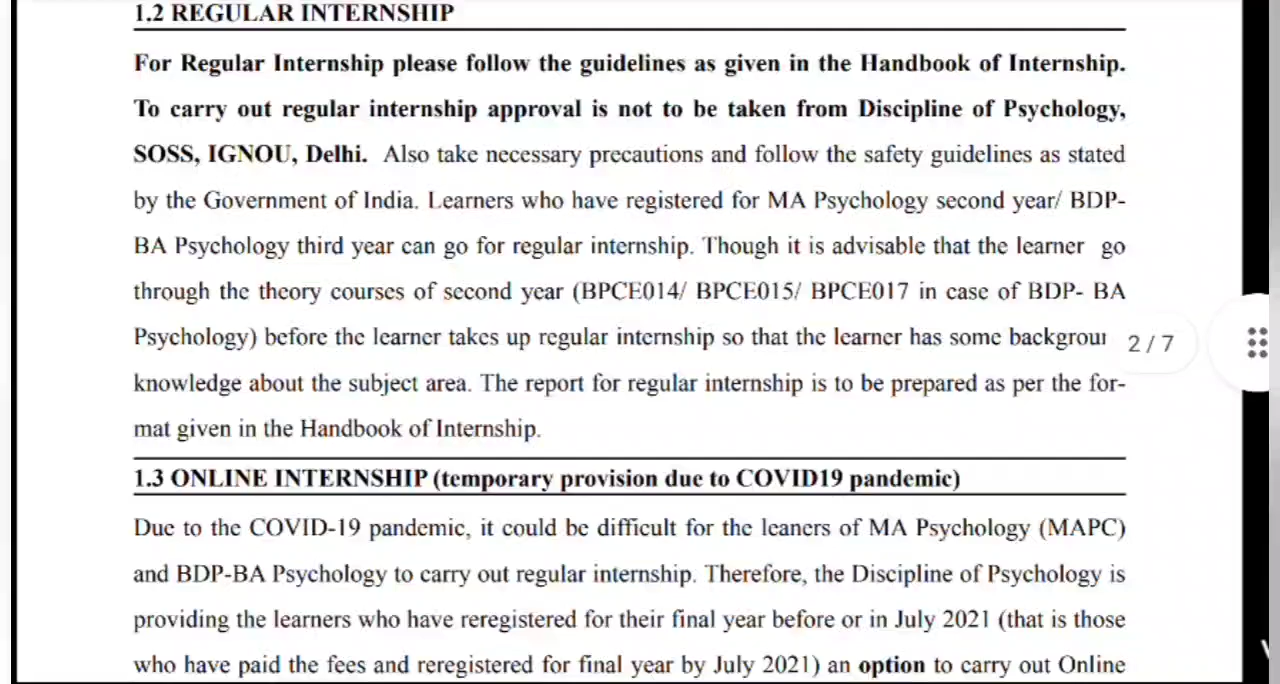 1.2 REGULAR INTERNSHIP
For Regular Internship please follow the guidelines as given in the Handbook of Internship.
To carry out regular internship approval is not to be taken from Discipline of Psychology,
SOSS, IGNOU, Delhi. Also take necessary precautions and follow the safety guidelines as stated
by the Government of India. Learners who have registered for MA Psychology second year/ BDP-
BA Psychology third year can go for regular internship. Though it is advisable that the learner go
through the theory courses of second year (BPCE014/ BPCE015/ BPCE017 in case of BDP- BA
Psychology) before the learner takes up regular internship so that the learner has some backgroun
2 / 7
knowledge about the subject area. The report for regular internship is to be prepared as per the for-
mat given in the Handbook of Internship.
1.3 ONLINE INTERNSHIP (temporary provision due to COVID19 pandemic)
Due to the COVID-19 pandemic, it could be difficult for the leaners of MA Psychology (MAPC)
and BDP-BA Psychology to carry out regular internship. Therefore, the Discipline of Psychology is
providing the learners who have reregistered for their final year before or in July 2021 (that is those
who have paid the fees and reregistered for final year by July 2021) an option to carry out Online